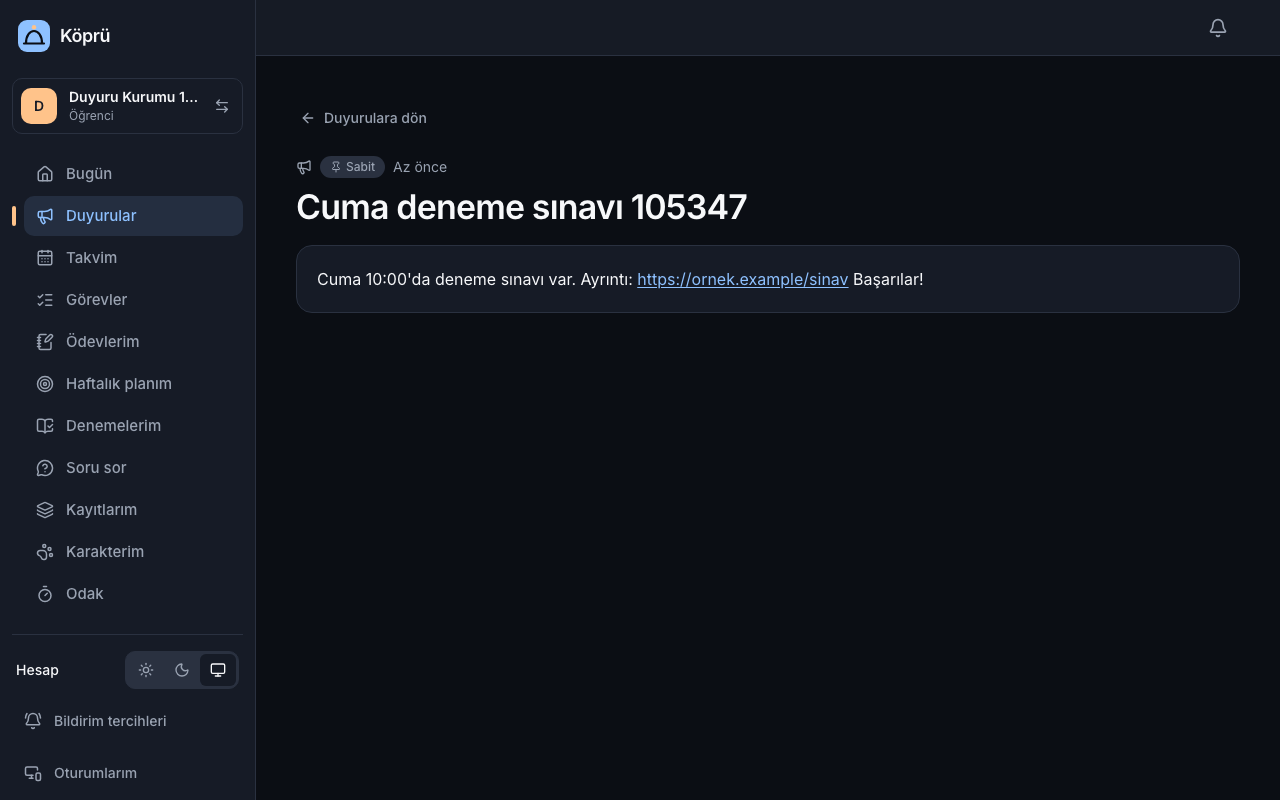 Köprü
D
Duyuru Kurumu 1...
Öğrenci
Bugün
Duyurular
Takvim
Görevler
Ödevlerim
Haftalık planım
Denemelerim
Soru sor
Kayıtlarım
Karakterim
Odak
Hesap
Bildirim tercihleri
Oturumlarım
Duyurulara dön
Sabit Az önce
Cuma deneme sınavı 105347
Cuma 10:00'da deneme sınavı var. Ayrıntı: https://ornek.example/sinav Başarılar!